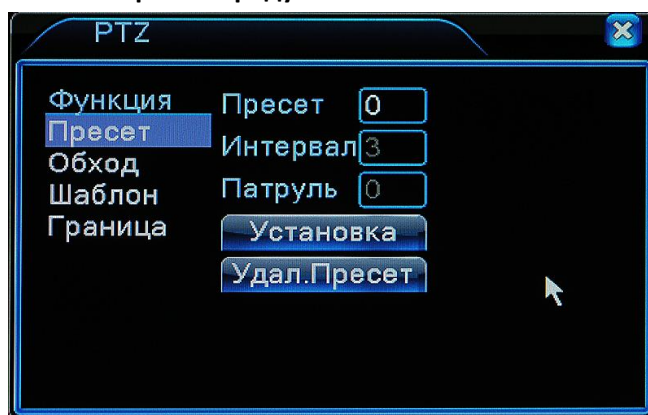 PTZ
Функция
Пресет
Обход
Шаблон
Граница
Пресет 0
Интервал 3
Патруль 0
Установка
Удал.Пресет